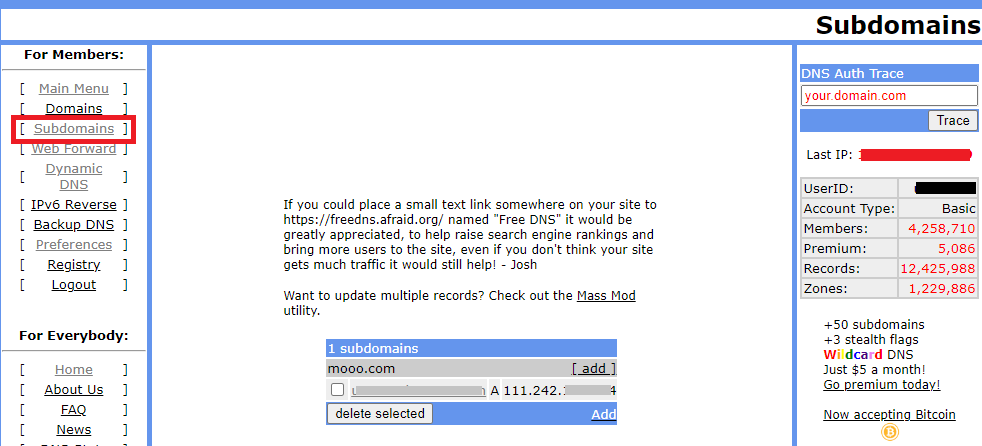 Subdomains
For Members:
[ Main Menu ]
[ Domains ]
[ Subdomains ]
[ Web Forward ]
[ Dynamic DNS ]
[ IPv6 Reverse ]
[ Backup DNS ]
[ Preferences ]
[ Registry ]
[ Logout ]
For Everybody:
[ Home ]
[ About Us ]
[ FAQ ]
[ News ]
If you could place a small text link somewhere on your site to
https://freedns.afraid.org/ named "Free DNS" it would be
greatly appreciated, to help raise search engine rankings and
bring more users to the site, even if you don't think your site
gets much traffic it would still help! - Josh
Want to update multiple records? Check out the Mass Mod
utility.
1 subdomains
mooo.com [ add ]
A 111.242.
delete selected Add
DNS Auth Trace
your.domain.com
Trace
Last IP:
UserID:
Account Type: Basic
Members: 4,258,710
Premium: 5,086
Records: 12,425,988
Zones: 1,229,886
+50 subdomains
+3 stealth flags
Wildcard DNS
Just $5 a month!
Go premium today!
Now accepting Bitcoin